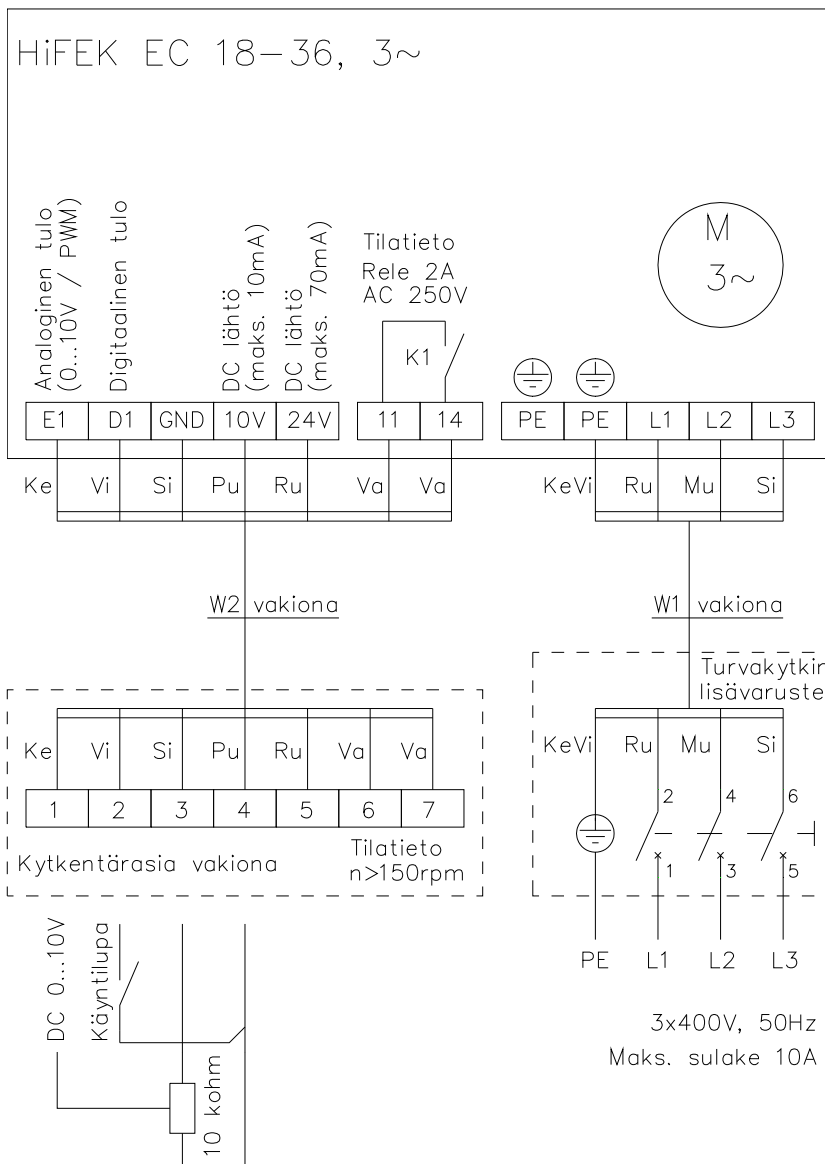 HiFEK EC 18-36, 3~
Analoginen tulo
(0...10V / PWM)
Digitaalinen tulo
DC lähtö
(maks. 10mA)
DC lähtö
(maks. 70mA)
Tilatieto
Rele 2A
AC 250V
K1
M
3~
E1 D1 GND 10V 24V 11 14 PE PE L1 L2 L3
Ke Vi Si Pu Ru Va Va KeVi Ru Mu Si
W2 vakiona
W1 vakiona
Turvakytkin
lisävaruste
Ke Vi Si Pu Ru Va Va
KeVi Ru Mu Si
1 2 3 4 5 6 7
2 4 6
1 3 5
Kytkentärasia vakiona
Tilatieto
n>150rpm
DC 0...10V
Käyntilupa
10 kohm
PE L1 L2 L3
3x400V, 50Hz
Maks. sulake 10A